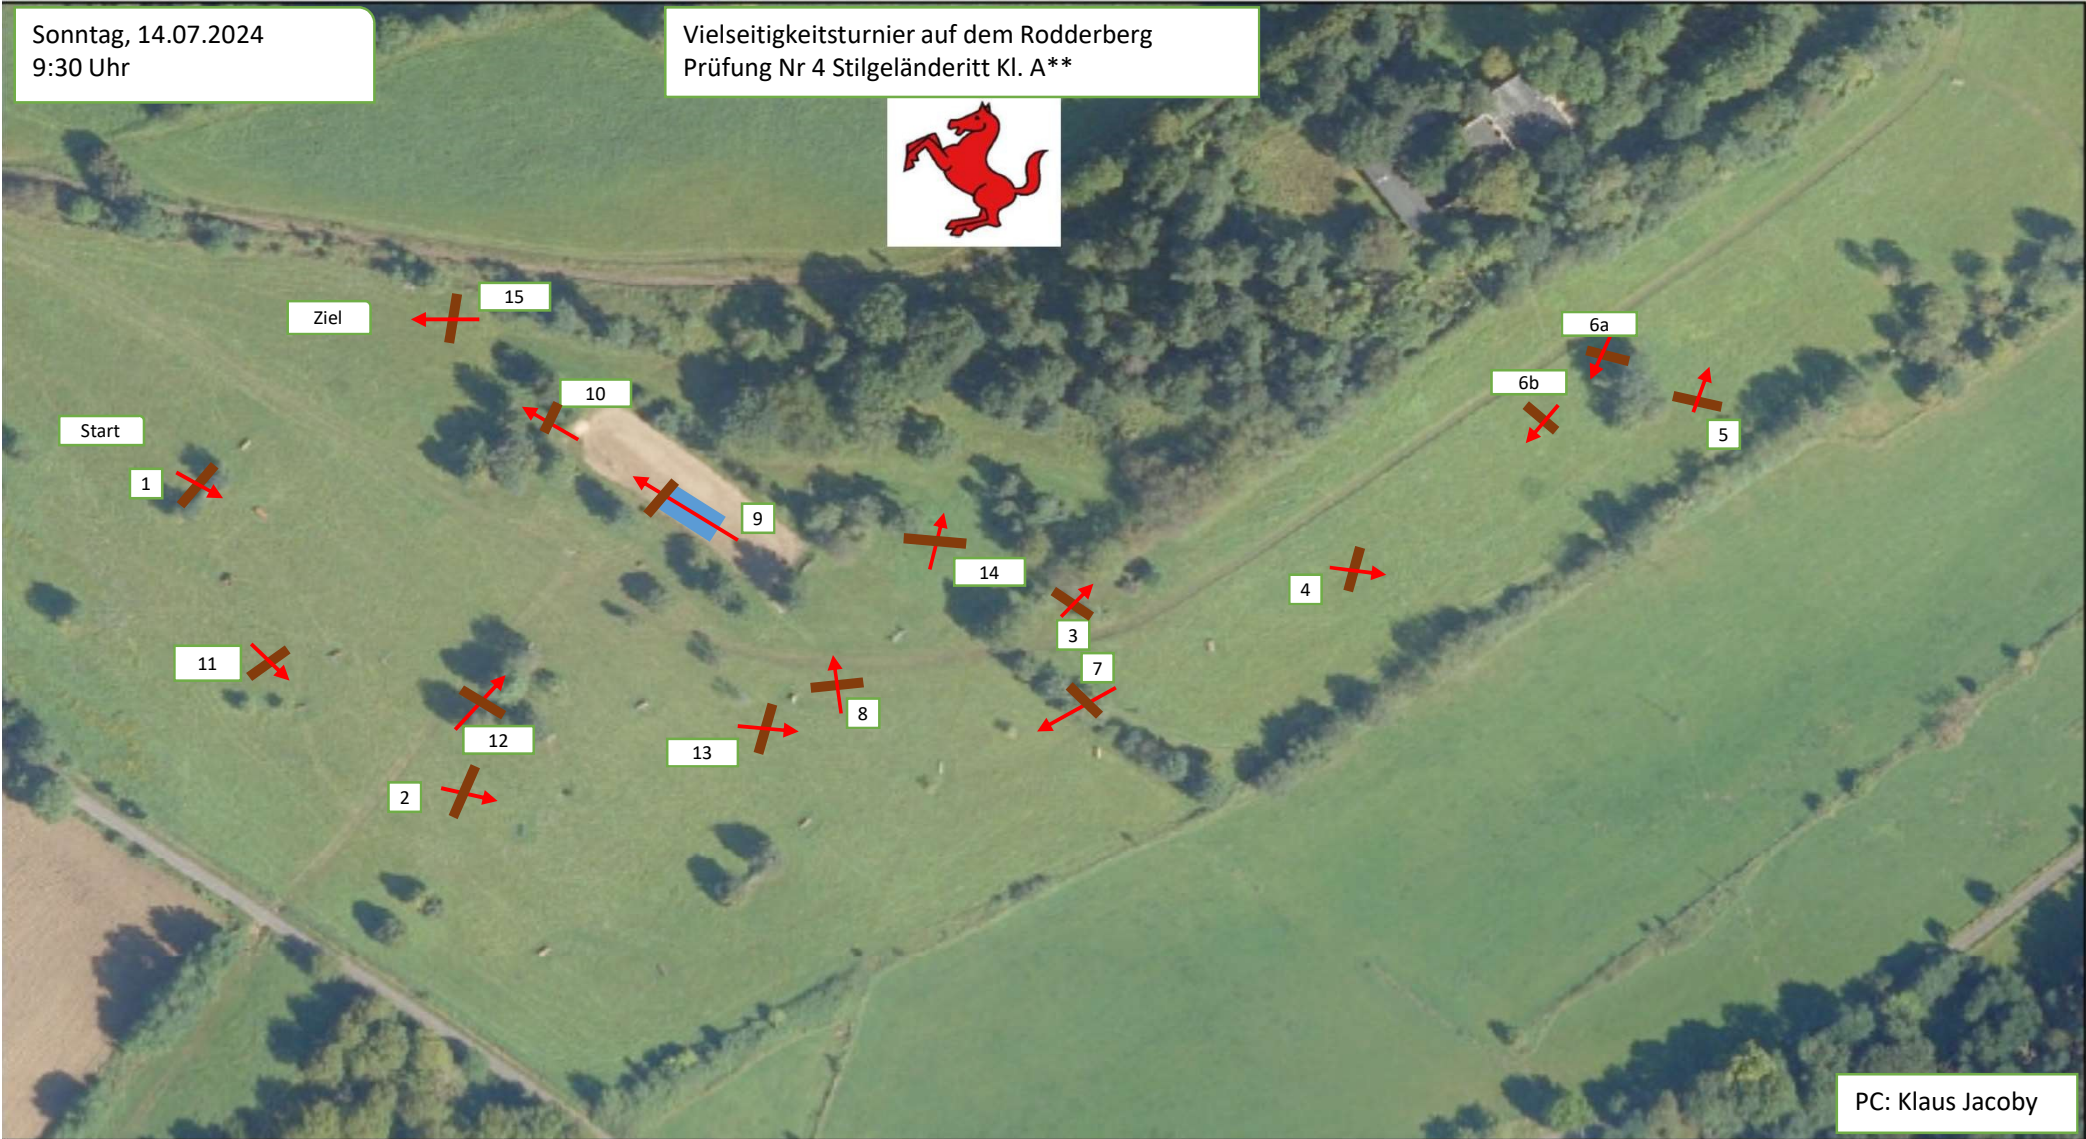 Sonntag, 14.07.2024
9:30 Uhr
Vielseitigkeitsturnier auf dem Rodderberg
Prüfung Nr 4 Stilgeländeritt Kl. A**
15
Ziel
6a
6b
10
Start
5
1
9
14
4
3
11
7
8
12
13
2
PC: Klaus Jacoby